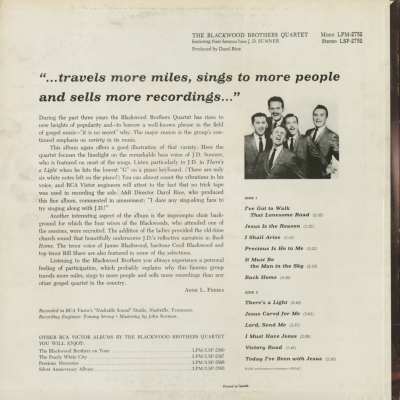 THE BLACKWOOD BROTHERS QUARTET
featuring their famous bass J. D. SUMNER
Produced by Darol Rice
Mono LPM-2752
Stereo LSP-2752
“...travels more miles, sings to more people
and sells more recordings...”
During the past three years the Blackwood Brothers Quartet has risen to
new heights of popularity and—to borrow a well-known phrase in the field
of gospel music—“it is no secret” why. The major reason is the group's con-
tinued emphasis on variety in its music.
This album again offers a good illustration of that variety. Here the
quartet focuses the limelight on the remarkable bass voice of J.D. Sumner,
who is featured on most of the songs. Listen particularly to J.D. in There's
a Light when he hits the lowest “G” on a piano keyboard. (There are only
six white notes left on the piano!) You can almost count the vibrations in his
voice, and RCA Victor engineers will attest to the fact that no trick tape
was used in recording the solo. A&R Director Darol Rice, who produced
this fine album, commented in amusement: “I dare any sing-along fans to
try singing along with J.D.!”
Another interesting aspect of the album is the impromptu choir back-
ground for which the four wives of the Blackwoods, who attended one of
the sessions, were recruited. The addition of the ladies provided the old-time
church sound that beautifully underscores J.D.'s reflective narration in Back
Home. The tenor voice of James Blackwood, baritone Cecil Blackwood and
top tenor Bill Shaw are also featured in some of the selections.
Listening to the Blackwood Brothers you always experience a personal
feeling of participation, which probably explains why this famous group
travels more miles, sings to more people and sells more recordings than any
other gospel quartet in the country.
ANNE L. FREELS
Recorded in RCA Victor's “Nashville Sound” Studio, Nashville, Tennessee.
Recording Engineer: Tommy Strong • Mastering by John Norman.
OTHER RCA VICTOR ALBUMS BY THE BLACKWOOD BROTHERS QUARTET
YOU WILL ENJOY:
The Blackwood Brothers on Tour
The Pearly White City
Precious Memories
Silver Anniversary Album
SIDE 1
I've Got to Walk
That Lonesome Road
Jesus Is the Reason
I Shall Arise
Precious Is He to Me
It Must Be
the Man in the Sky
Back Home
SIDE 2
There's a Light
Jesus Cared for Me
Lord, Send Me
I Must Have Jesus
Victory Road
Today I've Been with Jesus
Printed in Canada